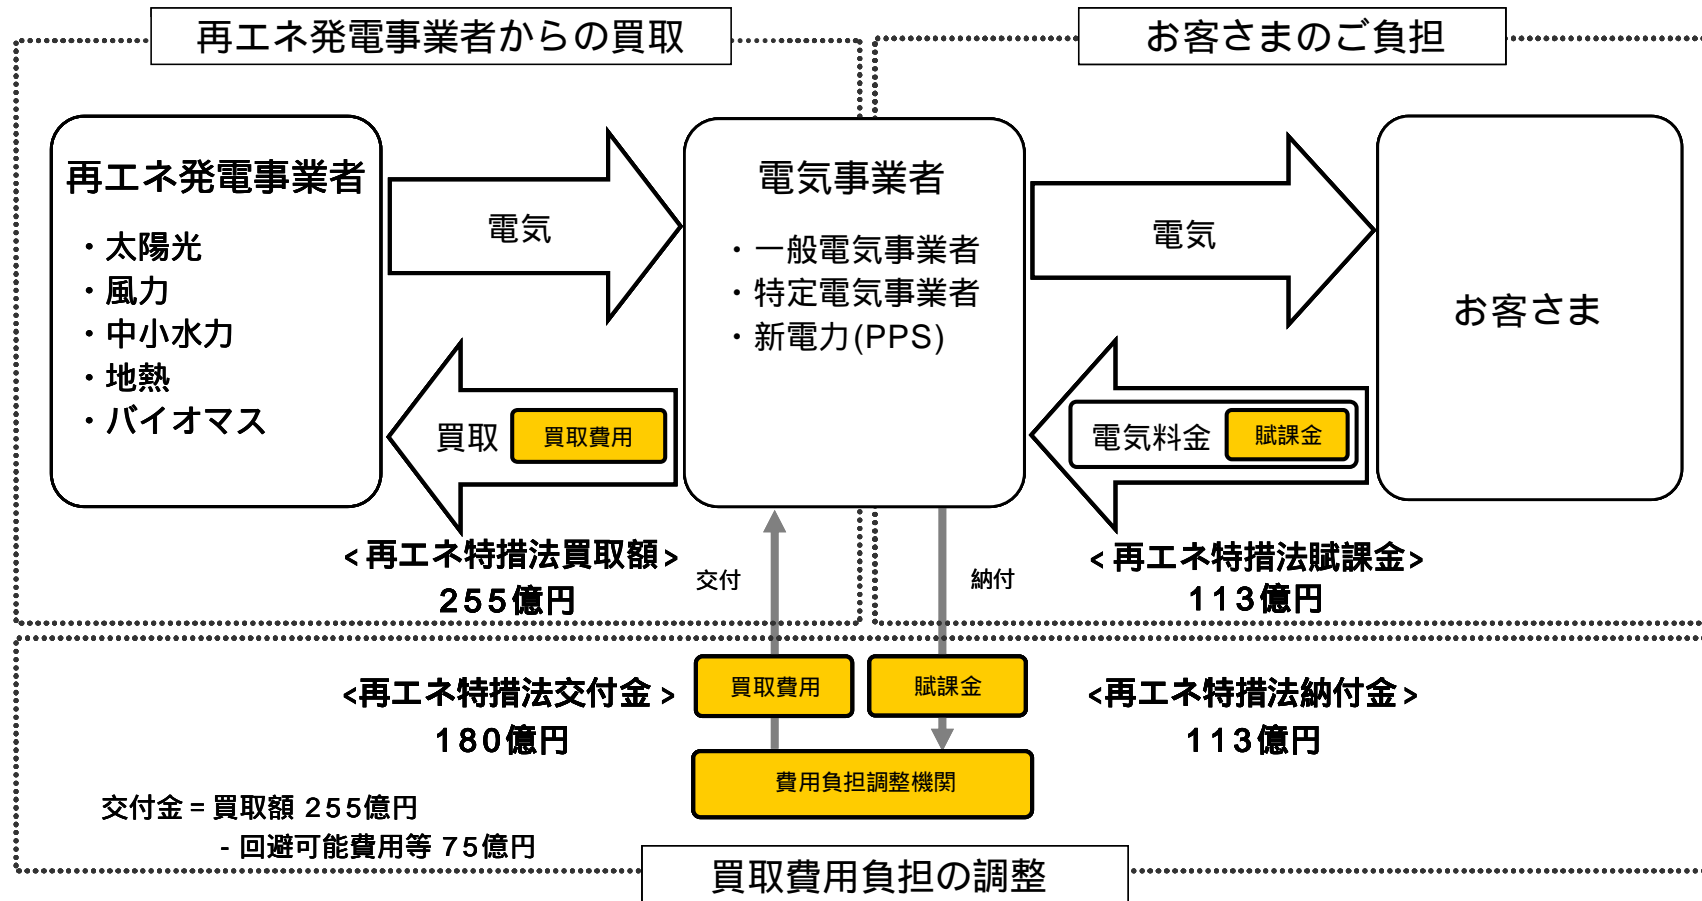 再エネ発電事業者からの買取
お客さまのご負担
再エネ発電事業者
・太陽光
・風力
・中小水力
・地熱
・バイオマス
電気
買取 買取費用
電気事業者
・一般電気事業者
・特定電気事業者
・新電力(PPS)
電気
電気料金 賦課金
お客さま
<再エネ特措法買取額>
255億円
交付
納付
<再エネ特措法賦課金>
113億円
<再エネ特措法交付金>
180億円
買取費用
賦課金
<再エネ特措法納付金>
113億円
費用負担調整機関
交付金=買取額 255億円
-回避可能費用等 75億円
買取費用負担の調整